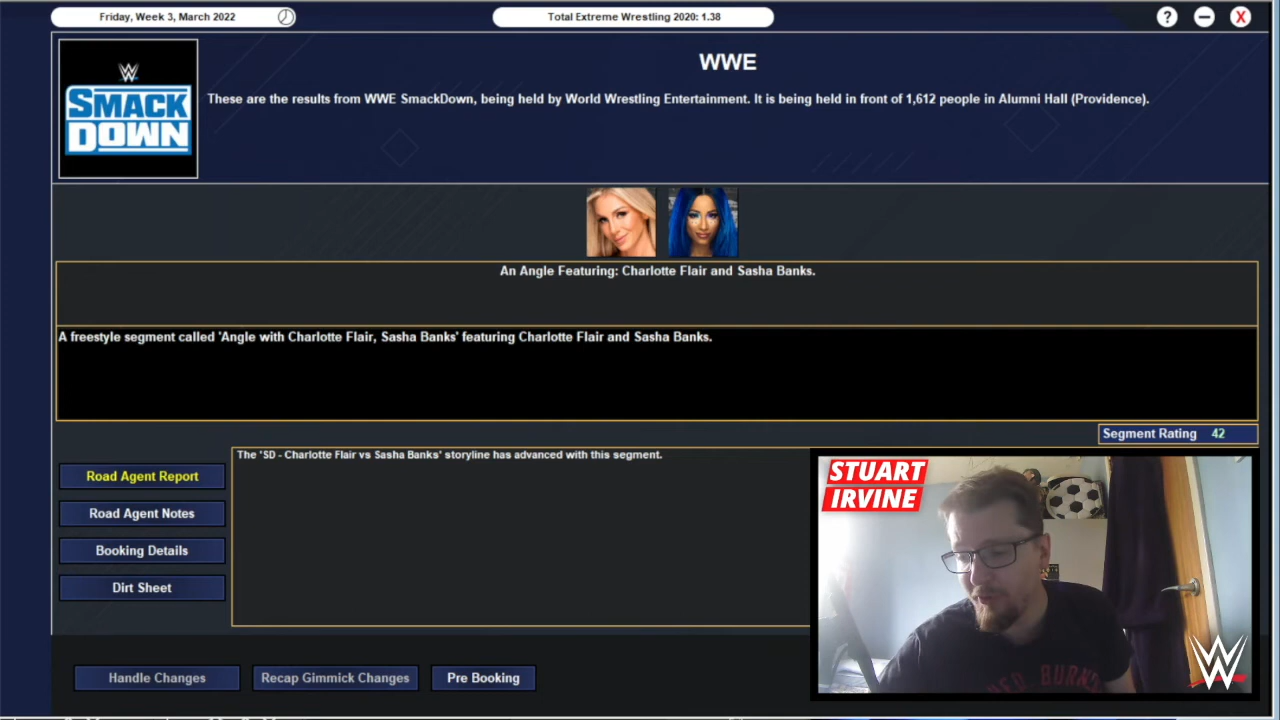 Friday, Week 3, March 2022
Total Extreme Wrestling 2020: 1.38
?
X
W
SMACK
DOWN
WWE
These are the results from WWE SmackDown, being held by World Wrestling Entertainment. It is being held in front of 1,612 people in Alumni Hall (Providence).
An Angle Featuring: Charlotte Flair and Sasha Banks.
A freestyle segment called 'Angle with Charlotte Flair, Sasha Banks' featuring Charlotte Flair and Sasha Banks.
Segment Rating 42
The 'SD - Charlotte Flair vs Sasha Banks' storyline has advanced with this segment.
Road Agent Report
Road Agent Notes
Booking Details
Dirt Sheet
STUART
IRVINE
W
Handle Changes
Recap Gimmick Changes
Pre Booking